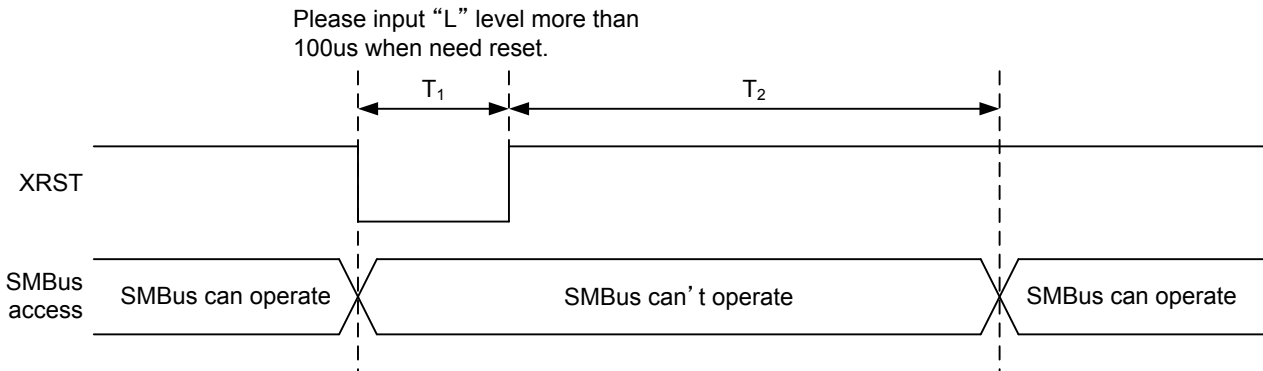 Please input “L” level more than
100us when need reset.
T₁
T₂
XRST
SMBus
access
SMBus can operate
SMBus can’t operate
SMBus can operate